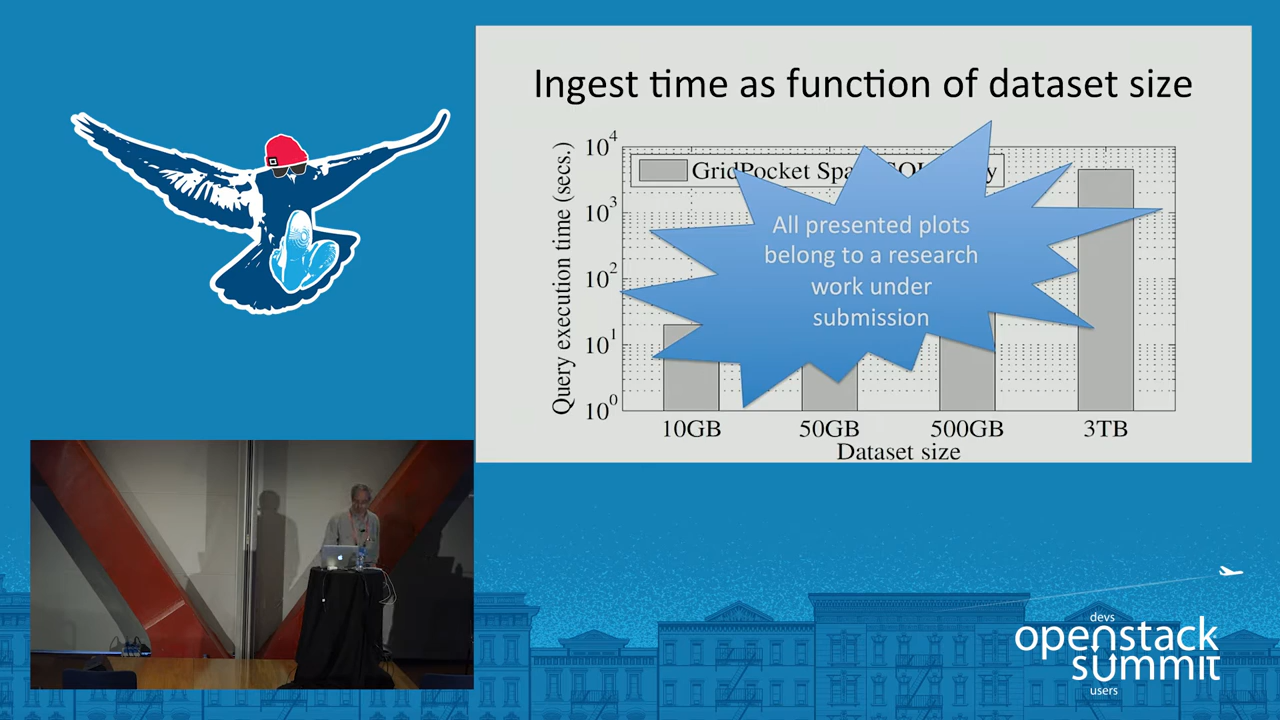 Ingest time as function of dataset size
Query execution time (secs.)
10^4
10^3
10^2
10^1
10^0
GridPocket
All presented plots
belong to a research
work under
submission
10GB
50GB
500GB
3TB
Dataset size
devs
openstack
summit
users